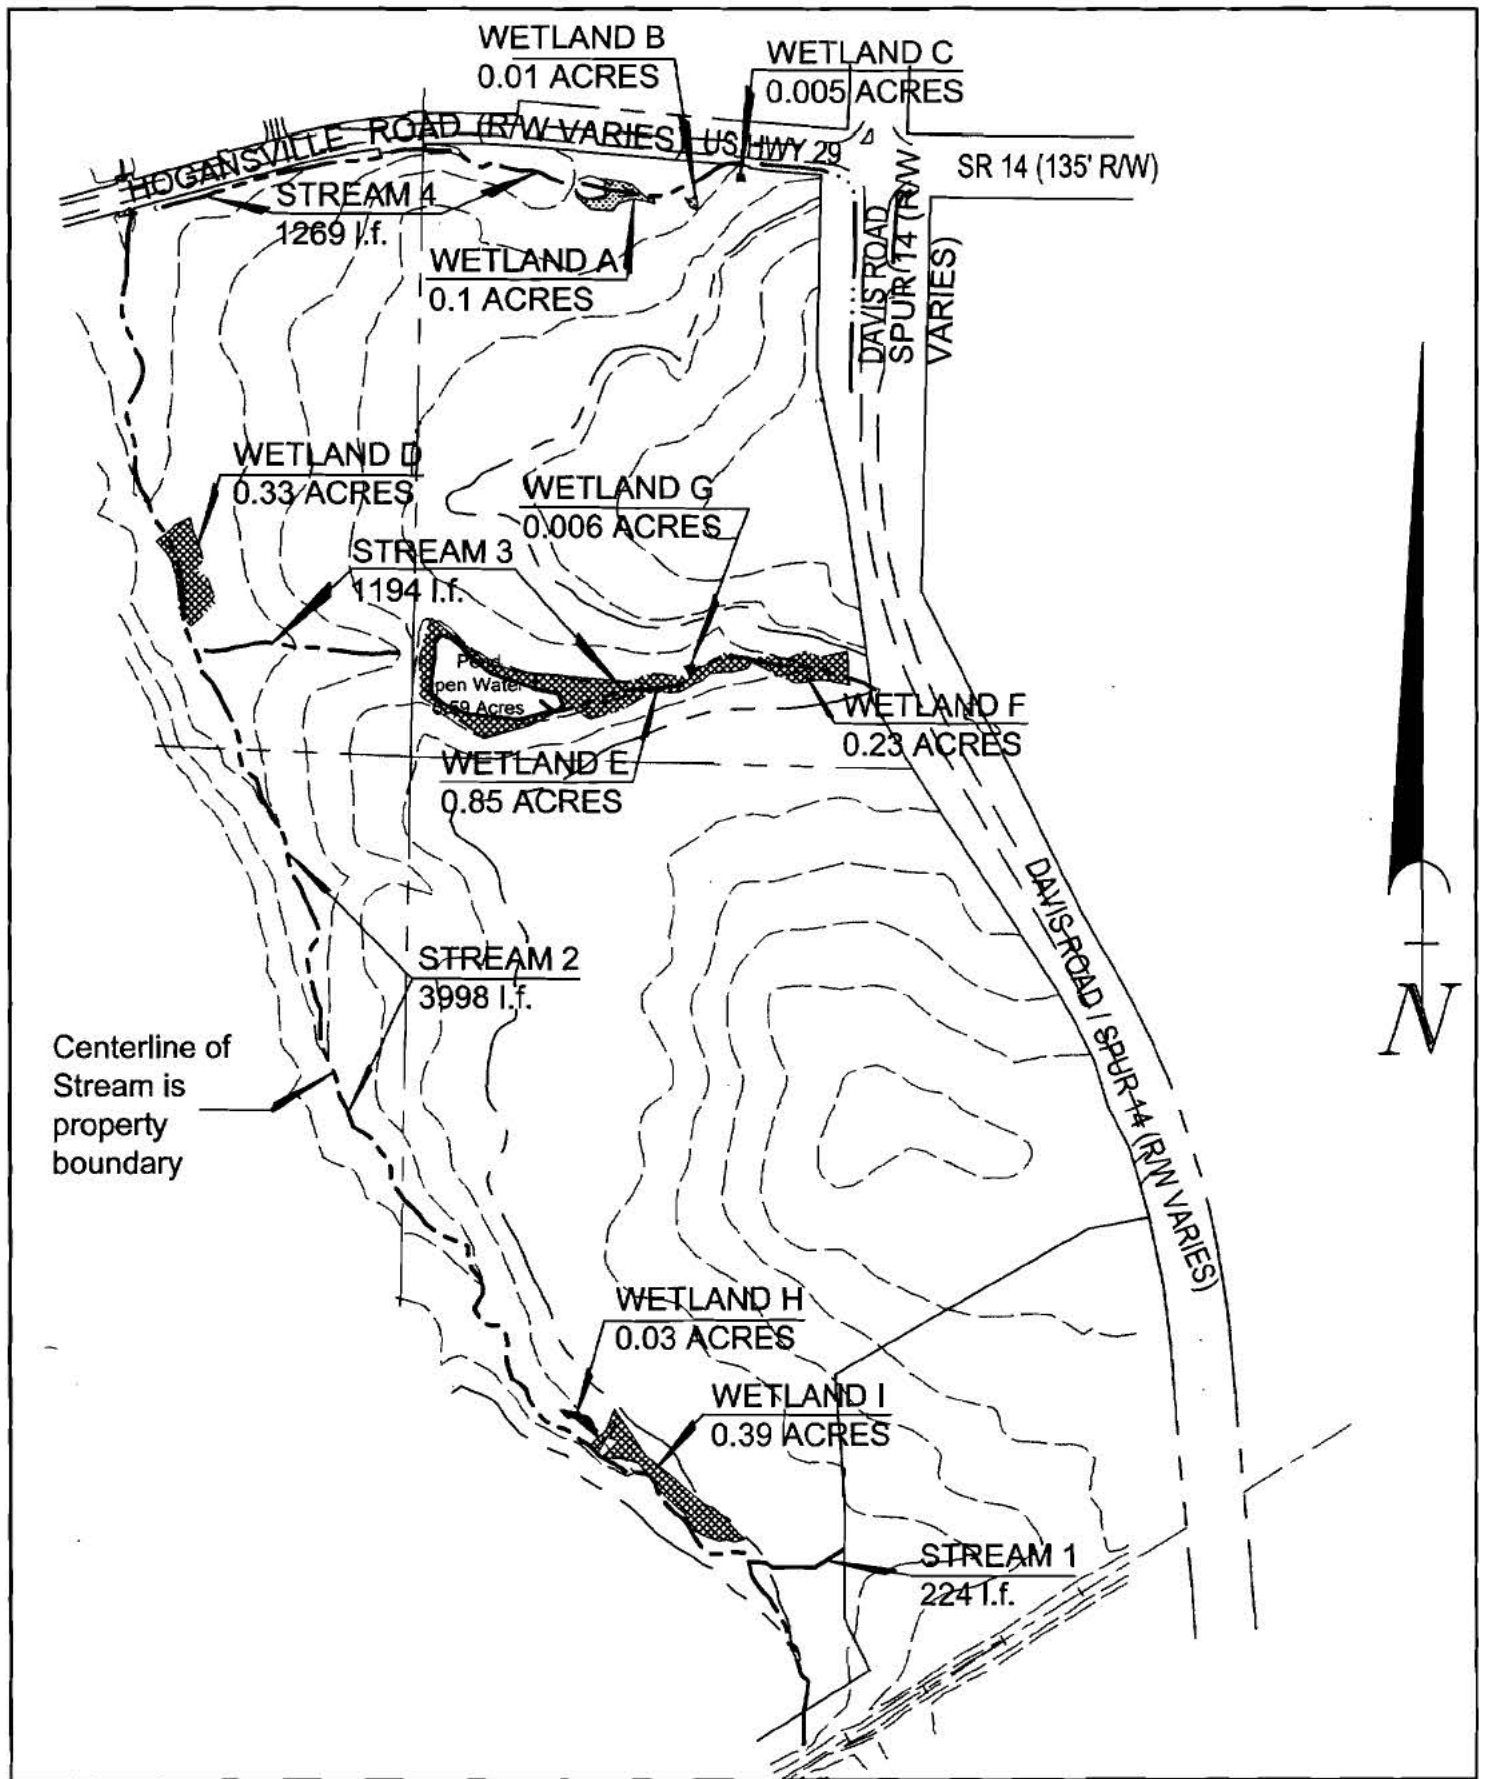 WETLAND B
0.01 ACRES
WETLAND C
0.005 ACRES
HOGANSVILLE ROAD (R/W VARIES) US HWY 29
SR 14 (135' R/W)
STREAM 4
1269 l.f.
WETLAND A
0.1 ACRES
DAVIS ROAD
SPUR 14 (R/W
VARIES)
WETLAND D
0.33 ACRES
WETLAND G
0.006 ACRES
STREAM 3
1194 l.f.
Pond
pen Water
.59 Acres
WETLAND F
0.23 ACRES
WETLAND E
0.85 ACRES
DAVIS ROAD / SPUR 14 (R/W VARIES)
STREAM 2
3998 l.f.
N
Centerline of
Stream is
property
boundary
WETLAND H
0.03 ACRES
WETLAND I
0.39 ACRES
STREAM 1
224 l.f.